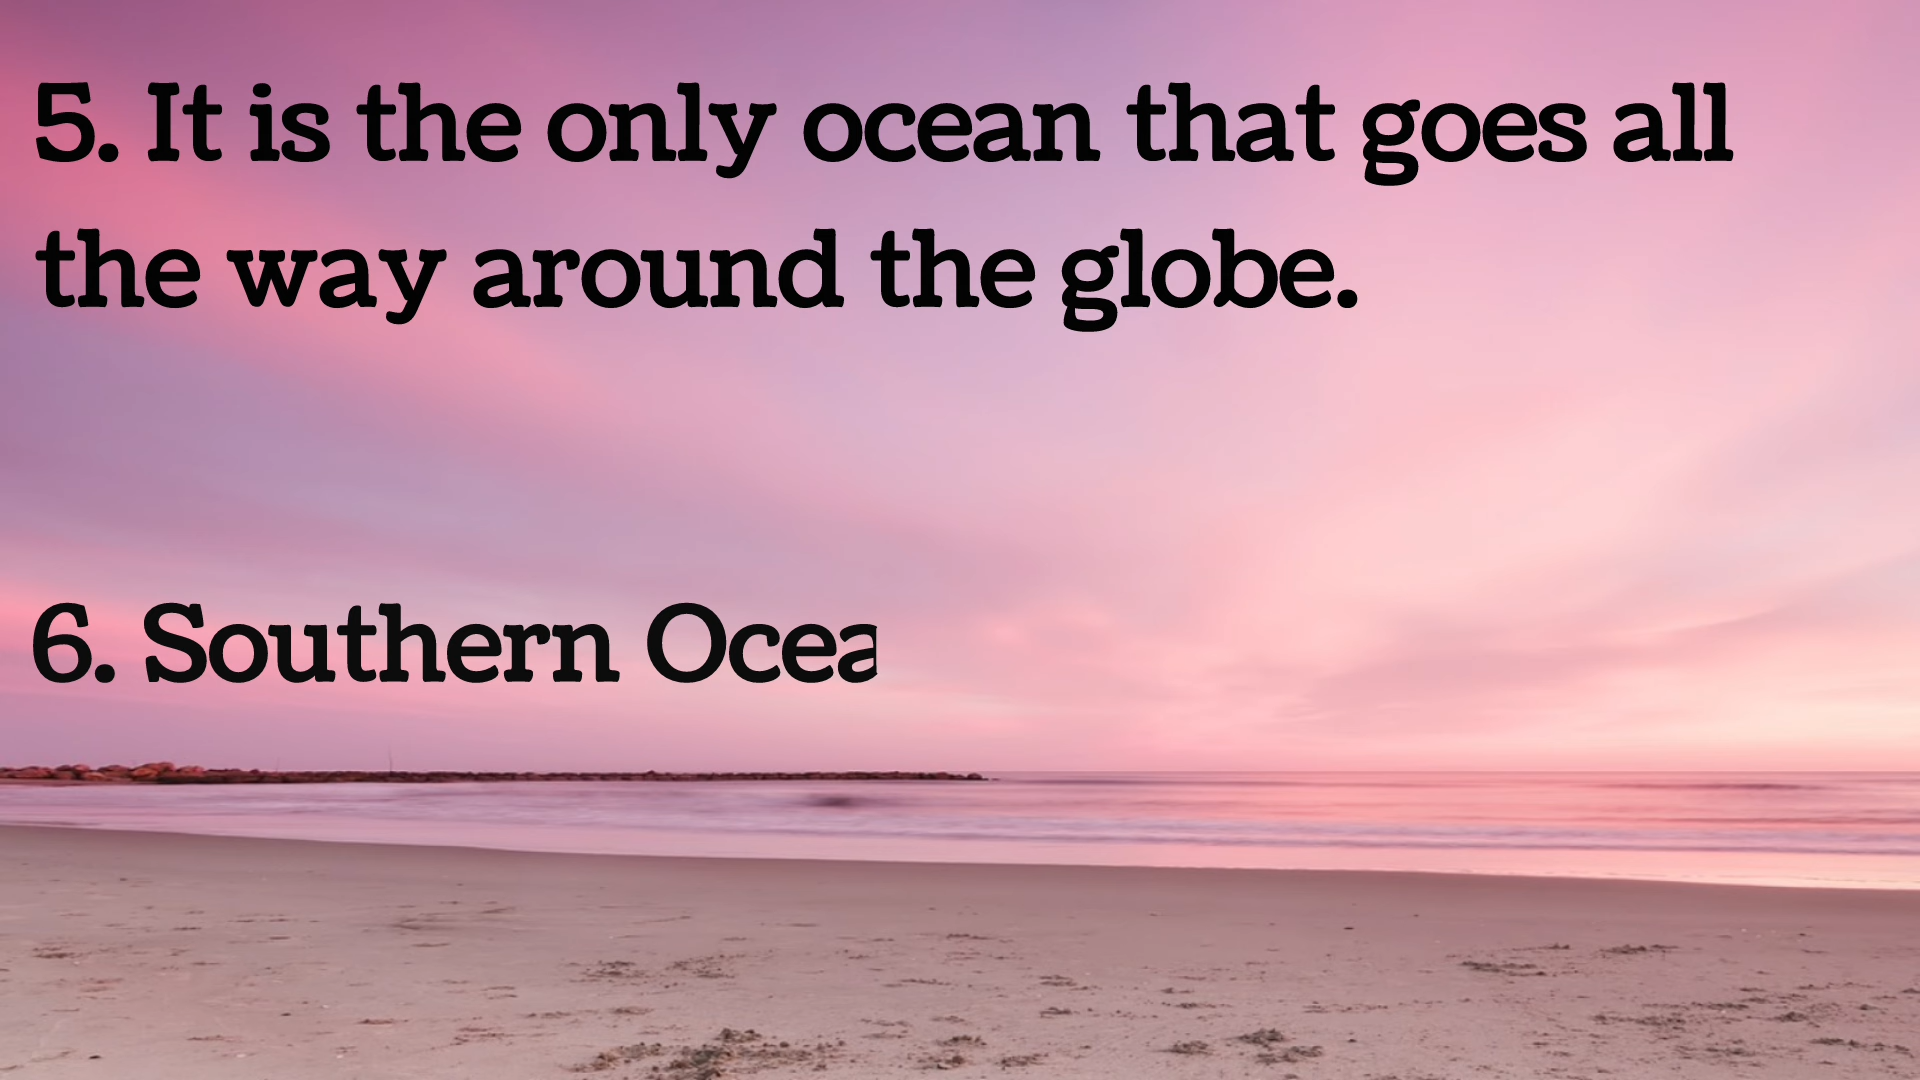 5. It is the only ocean that goes all
the way around the globe.
6. Southern Ocea